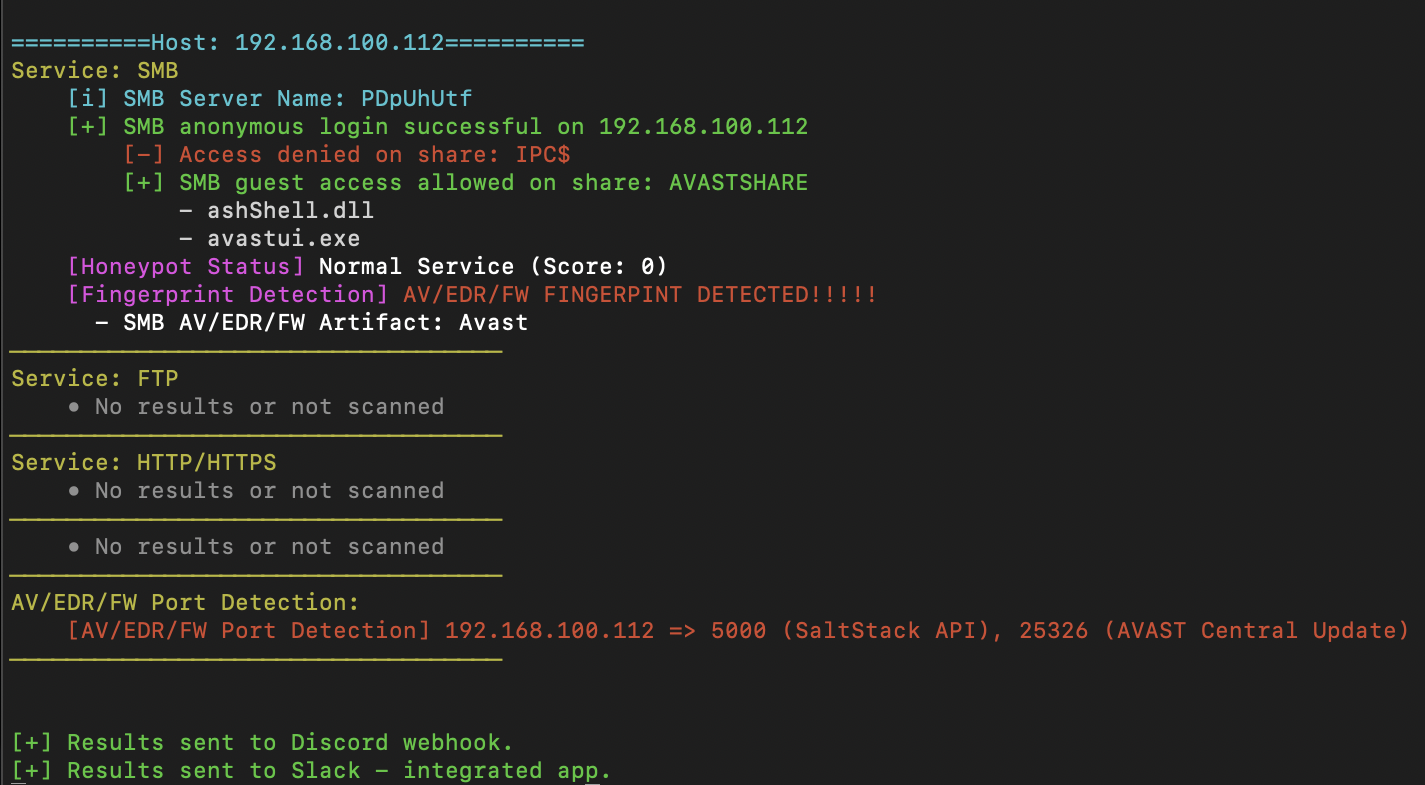 ==========Host: 192.168.100.112==========
Service: SMB
[i] SMB Server Name: PDpUhUtf
[+] SMB anonymous login successful on 192.168.100.112
[-] Access denied on share: IPC$
[+] SMB guest access allowed on share: AVASTSHARE
- ashShell.dll
- avastui.exe
[Honeypot Status] Normal Service (Score: 0)
[Fingerprint Detection] AV/EDR/FW FINGERPINT DETECTED!!!!!
- SMB AV/EDR/FW Artifact: Avast
Service: FTP
• No results or not scanned
Service: HTTP/HTTPS
• No results or not scanned
• No results or not scanned
AV/EDR/FW Port Detection:
[AV/EDR/FW Port Detection] 192.168.100.112 => 5000 (SaltStack API), 25326 (AVAST Central Update)
[+] Results sent to Discord webhook.
[+] Results sent to Slack - integrated app.